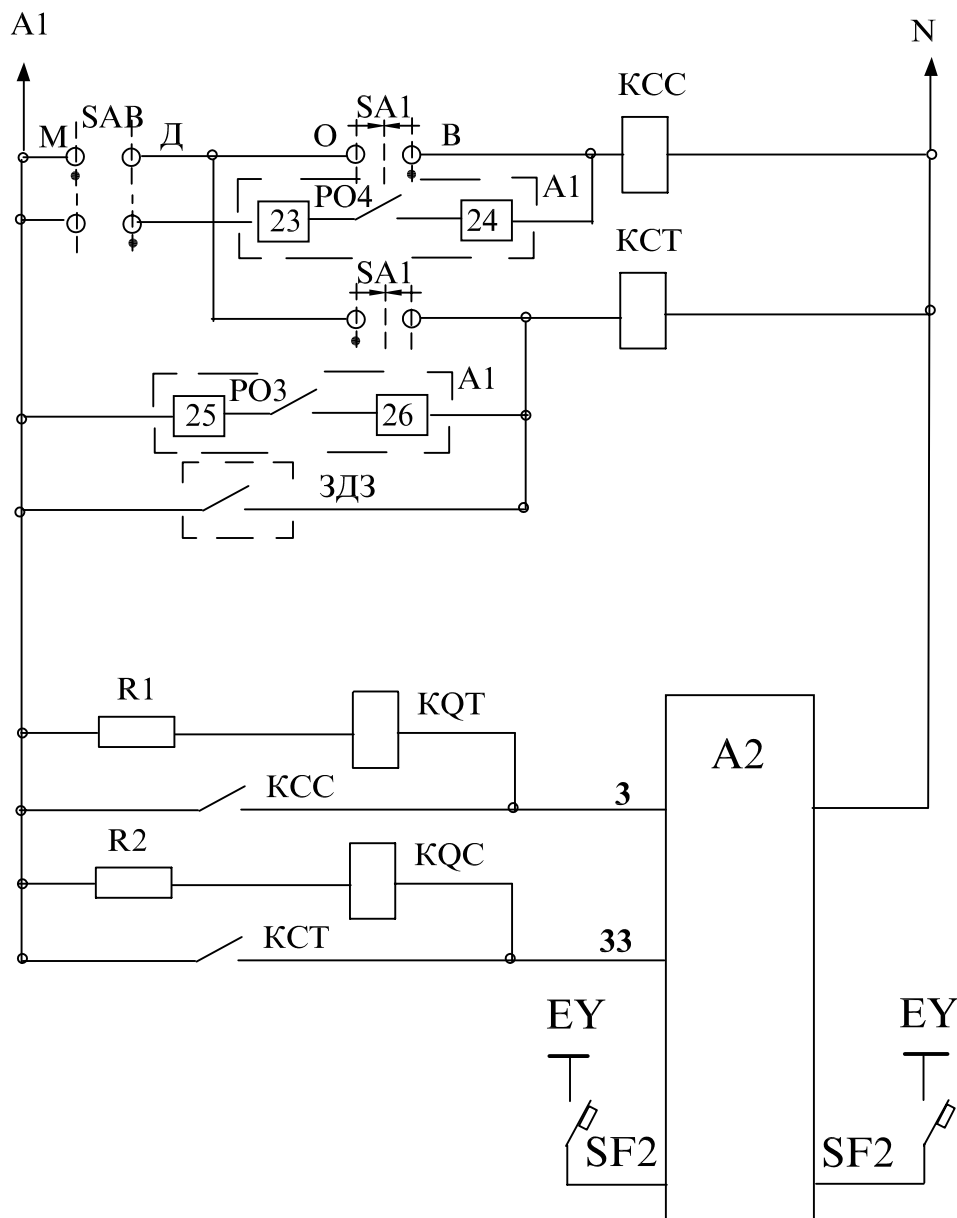 A1 N
KCC
SA1
SAB
М Д О В
PO4 A1
23 24
KCT
SA1
PO3 A1
25 26
ЗДЗ
R1
KQT
A2
KCC
3
R2
KQC
KCT
33
EY EY
SF2 SF2